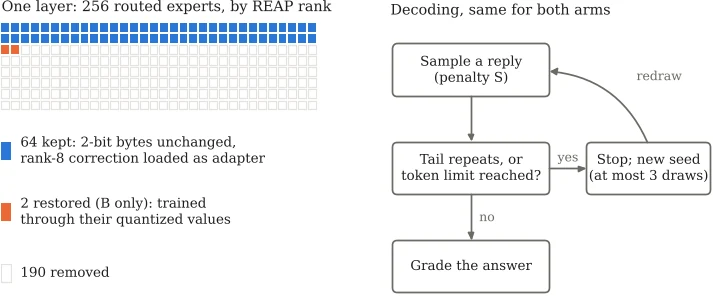 One layer: 256 routed experts, by REAP rank
64 kept: 2-bit bytes unchanged,
rank-8 correction loaded as adapter
2 restored (B only): trained
through their quantized values
190 removed
Decoding, same for both arms
Sample a reply
(penalty S)
redraw
Tail repeats, or
token limit reached?
yes
Stop; new seed
(at most 3 draws)
no
Grade the answer